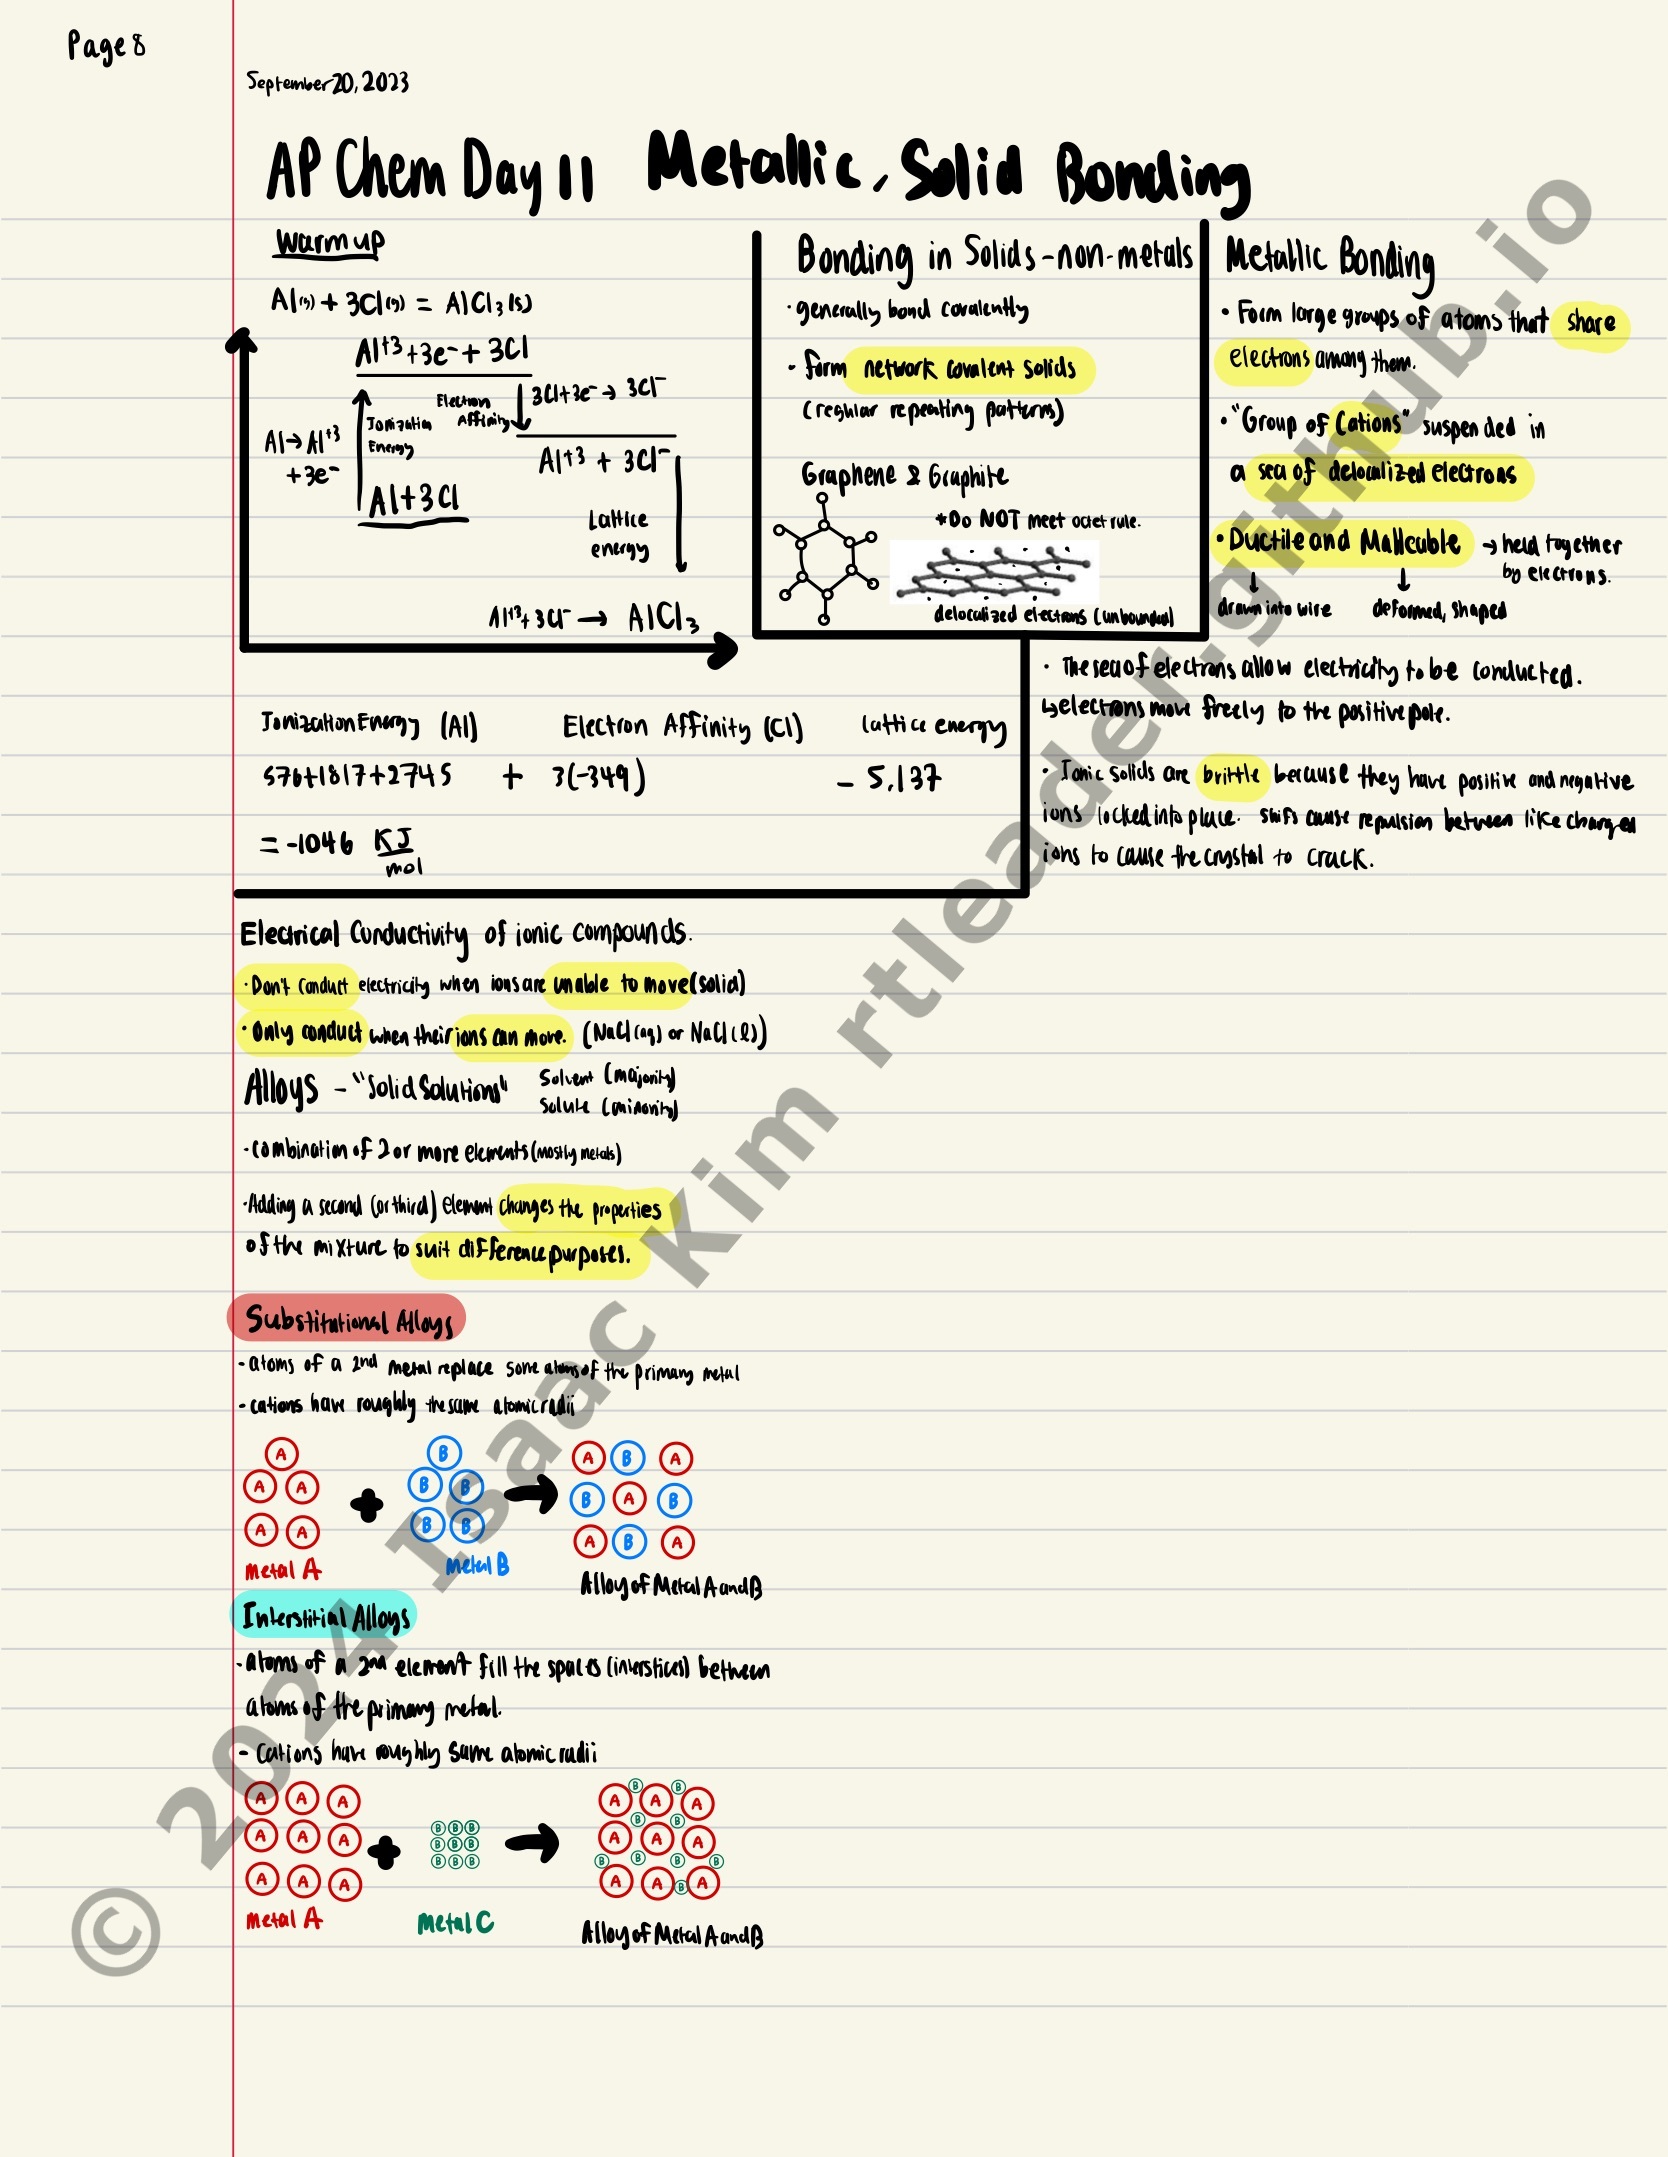 Page 8
September 20, 2023
AP Chem Day 11 Metallic, Solid Bonding
Warm up
Al(g) + 3Cl(g) = AlCl3(s)
Al+3 + 3e- + 3Cl
Ionization
Energy
Electron
Affinity
3Cl+3e- → 3Cl-
Al→Al+3
+3e-
Al+3Cl
Al+3 + 3Cl-
Lattice
energy
Al+3 + 3Cl- → AlCl3
Ionization Energy (Al) Electron Affinity (Cl) Lattice energy
576+1817+2745 + 3(-349) - 5,137
= -1046 KJ
mol
Bonding in Solids - non-metals
· generally bond covalently
· form network covalent solids
(regular repeating patterns)
Graphene & Graphite
*Do NOT meet octet rule.
delocalized electrons (unbounded)
Metallic Bonding
· Form large groups of atoms that share
electrons among them.
· "Group of Cations" suspended in
a sea of delocalized electrons
· Ductile and Malleable → held together
by electrons.
↓ ↓
drawn into wire deformed, shaped
· The sea of electrons allow electricity to be conducted.
↳ electrons move freely to the positive pole.
· Ionic solids are brittle because they have positive and negative
ions locked into place. Shifs cause repulsion between like charged
ions to cause the crystal to crack.
Electrical Conductivity of ionic compounds.
· Don't conduct electricity when ions are unable to move (solid)
· Only conduct when their ions can move. (NaCl(aq) or NaCl(l))
Alloys - "Solid Solutions" Solvent (majority)
Solute (minority)
· combination of 2 or more elements (mostly metals)
· Adding a second (or third) element changes the properties
of the mixture to suit difference purposes.
Substitutional Alloys
- atoms of a 2nd metal replace some atoms of the primary metal
- cations have roughly the same atomic radii
A B A B A
A A B B B A B
A A B B A B A
metal A metal B Alloy of Metal A and B
Interstitial Alloys
- atoms of a 2nd element fill the spaces (interstices) between
atoms of the primary metal.
- Cations have roughly same atomic radii
B B
A A A A A A
B B B B B
A A A B B B A A A
B B B B B B B
A A A A A B A
metal A metal C Alloy of Metal A and B
© 2024 Isaac Kim rtleader.github.io